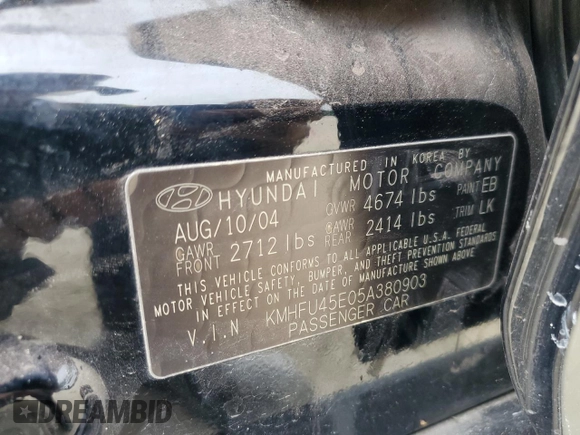 MANUFACTURED IN KOREA BY
HYUNDAI MOTOR COMPANY
AUG/10/04 GVWR 4674 lbs PAINT EB
GAWR FRONT 2712 lbs GAWR REAR 2414 lbs TRIM LK
THIS VEHICLE CONFORMS TO ALL APPLICABLE U.S.A. FEDERAL
MOTOR VEHICLE SAFETY, BUMPER, AND THEFT PREVENTION STANDARDS
IN EFFECT ON THE DATE OF MANUFACTURE SHOWN ABOVE.
V.I.N KMHFU45E05A380903
PASSENGER CAR
DREAMBID